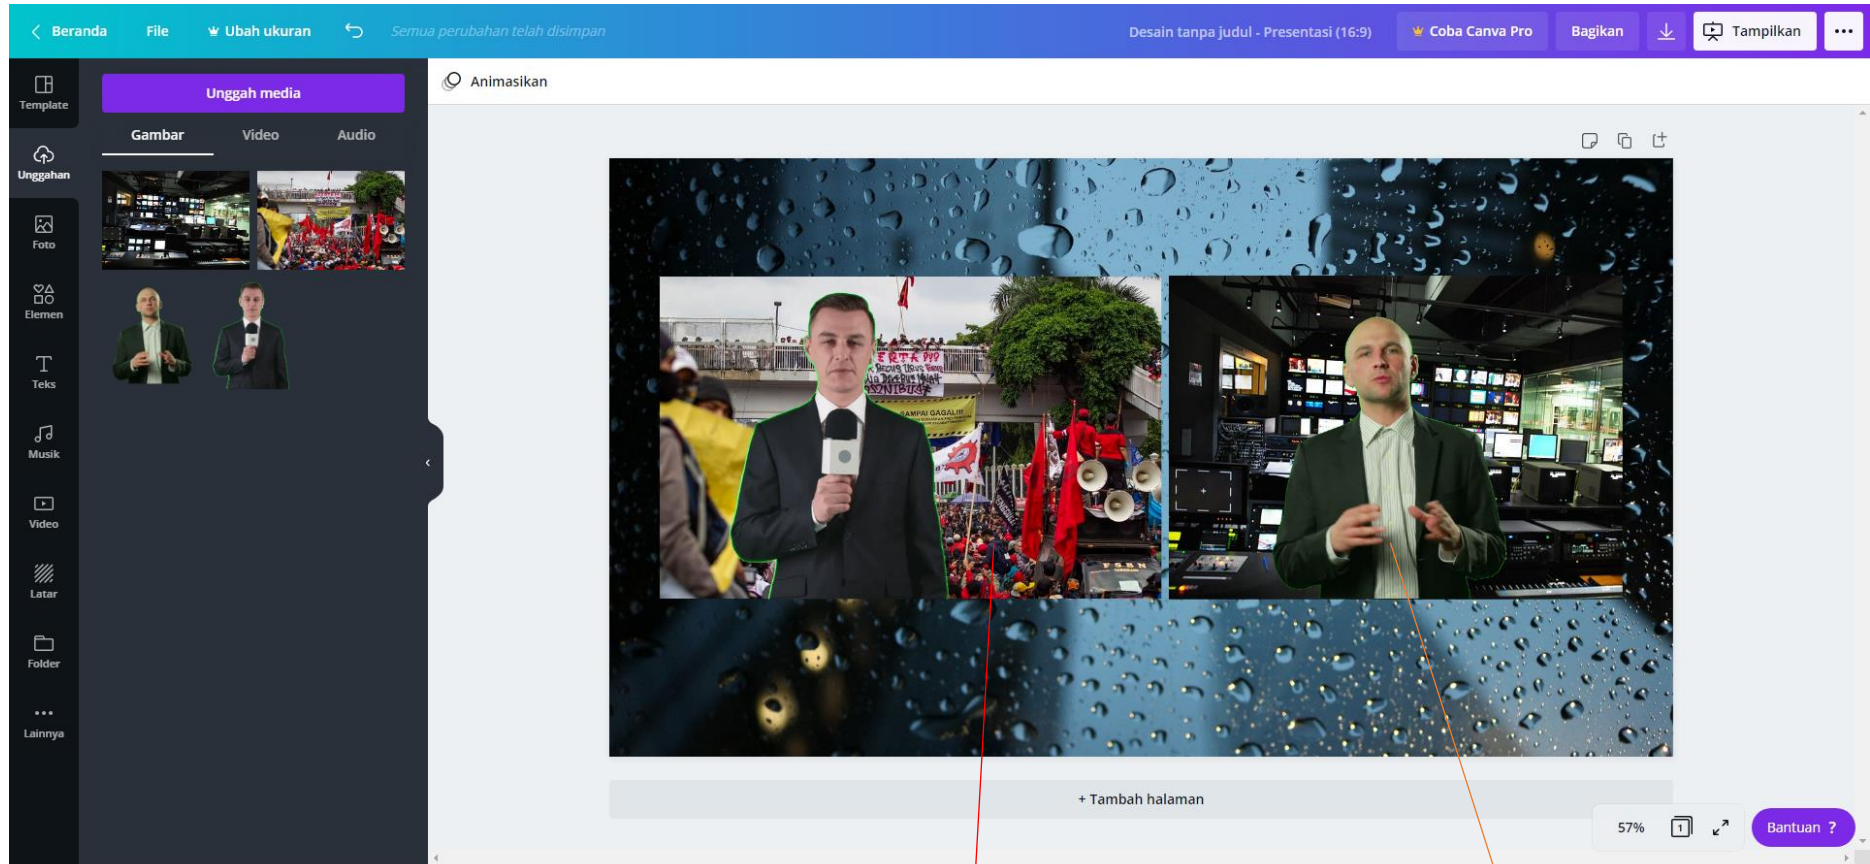 Beranda
File
Ubah ukuran
Semua perubahan telah disimpan
Desain tanpa judul - Presentasi (16:9)
Coba Canva Pro
Bagikan
Tampilkan
Template
Unggahan
Foto
Elemen
Teks
Musik
Video
Latar
Folder
Lainnya
Unggah media
Gambar
Video
Audio
Animasikan
SAMPAI GAGAL!!!
FSBN
+ Tambah halaman
57%
1
Bantuan ?